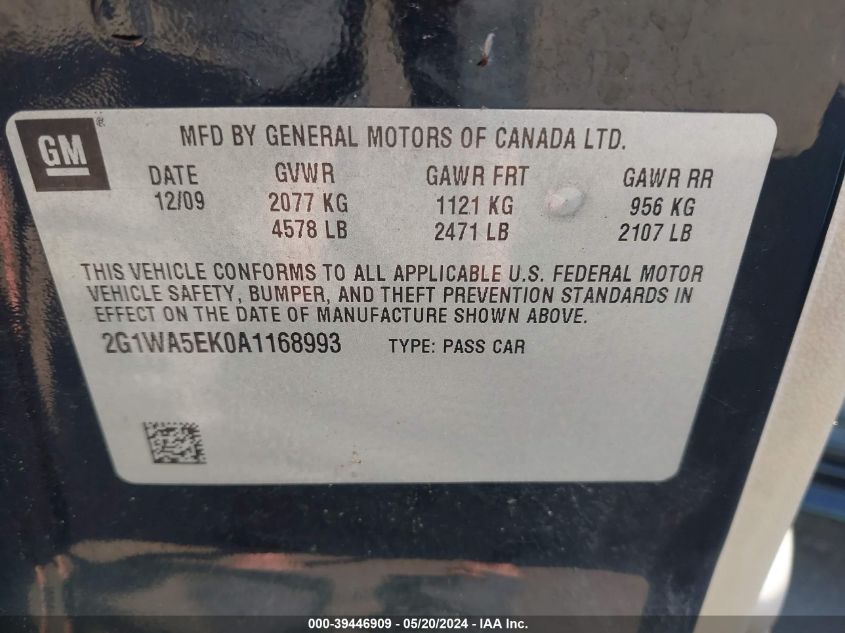 GM®
MFD BY GENERAL MOTORS OF CANADA LTD.
DATE GVWR GAWR FRT GAWR RR
12/09 2077 KG 1121 KG 956 KG
4578 LB 2471 LB 2107 LB
THIS VEHICLE CONFORMS TO ALL APPLICABLE U.S. FEDERAL MOTOR
VEHICLE SAFETY, BUMPER, AND THEFT PREVENTION STANDARDS IN
EFFECT ON THE DATE OF MANUFACTURE SHOWN ABOVE.
2G1WA5EK0A1168993 TYPE: PASS CAR
000-39446909 - 05/20/2024 - IAA Inc.